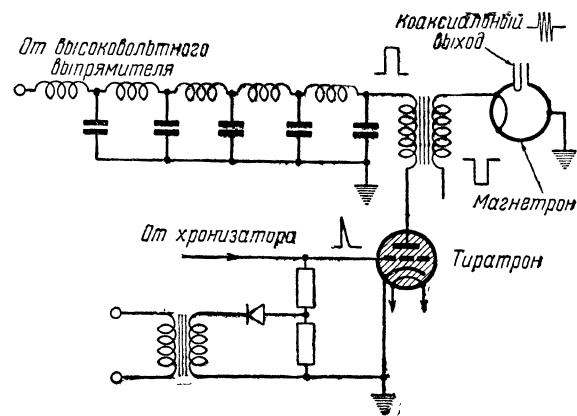 Коаксиальный
выход
От высоковольтного
выпрямителя
Магнетрон
От хронизатора
Тиратрон